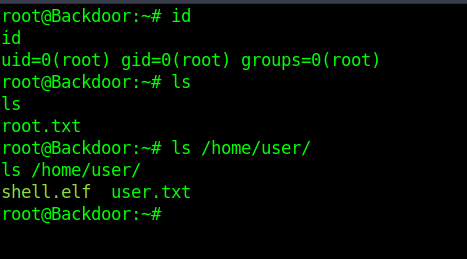 root@Backdoor:~# id
id
uid=0(root) gid=0(root) groups=0(root)
root@Backdoor:~# ls
ls
root.txt
root@Backdoor:~# ls /home/user/
ls /home/user/
shell.elf  user.txt
root@Backdoor:~#